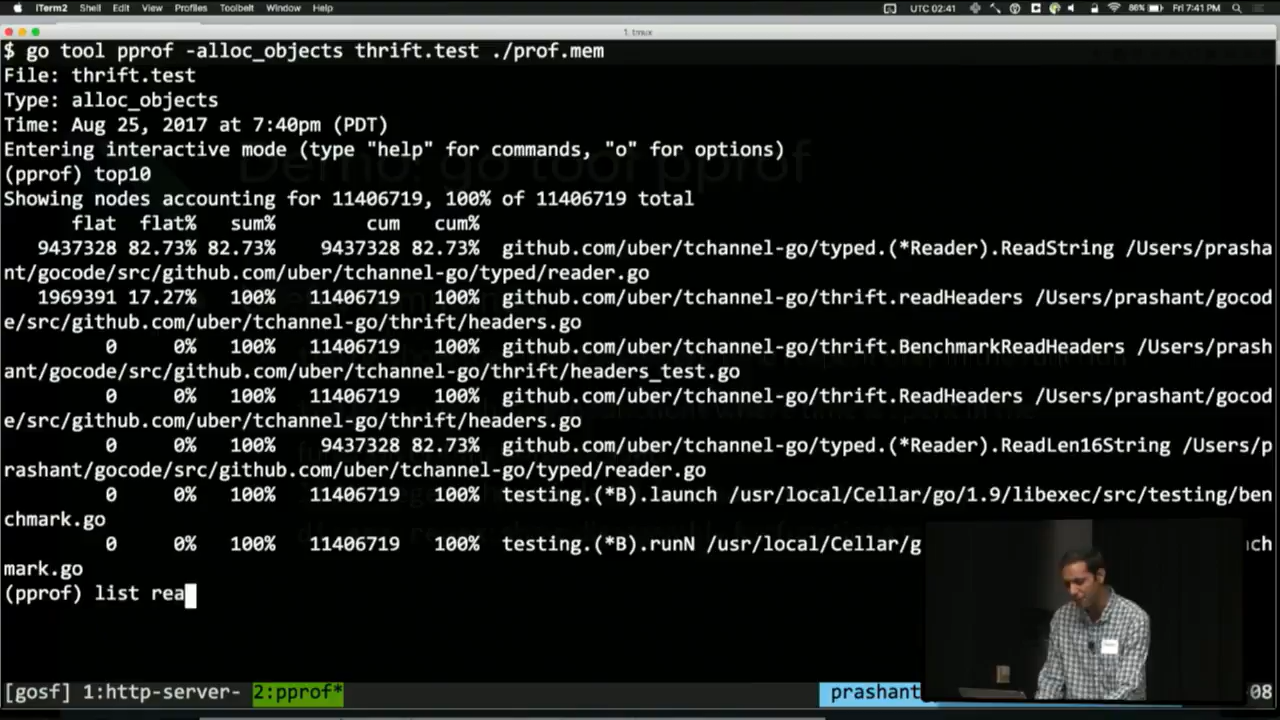 iTerm2 Shell Edit View Profiles Toolbelt Window Help UTC 02:41 86% Fri 7:41 PM
1. tmux
$ go tool pprof -alloc_objects thrift.test ./prof.mem
File: thrift.test
Type: alloc_objects
Time: Aug 25, 2017 at 7:40pm (PDT)
Entering interactive mode (type "help" for commands, "o" for options)
Demo: go tool pprof
(pprof) top10
Showing nodes accounting for 11406719, 100% of 11406719 total
flat flat% sum% cum cum%
9437328 82.73% 82.73% 9437328 82.73% github.com/uber/tchannel-go/typed.(*Reader).ReadString /Users/prasha
nt/gocode/src/github.com/uber/tchannel-go/typed/reader.go
1969391 17.27% 100% 11406719 100% github.com/uber/tchannel-go/thrift.readHeaders /Users/prashant/gocod
e/src/github.com/uber/tchannel-go/thrift/headers.go
0 0% 100% 11406719 100% github.com/uber/tchannel-go/thrift.BenchmarkReadHeaders /Users/prash
ant/gocode/src/github.com/uber/tchannel-go/thrift/headers_test.go
0 0% 100% 11406719 100% github.com/uber/tchannel-go/thrift.ReadHeaders /Users/prashant/gocod
e/src/github.com/uber/tchannel-go/thrift/headers.go
0 0% 100% 9437328 82.73% github.com/uber/tchannel-go/typed.(*Reader).ReadLen16String /Users/p
rashant/gocode/src/github.com/uber/tchannel-go/typed/reader.go
0 0% 100% 11406719 100% testing.(*B).launch /usr/local/Cellar/go/1.9/libexec/src/testing/ben
chmark.go
0 0% 100% 11406719 100% testing.(*B).runN /usr/local/Cellar/g ch
mark.go
(pprof) list rea
[gosf] 1:http-server- 2:pprof* prashant 08